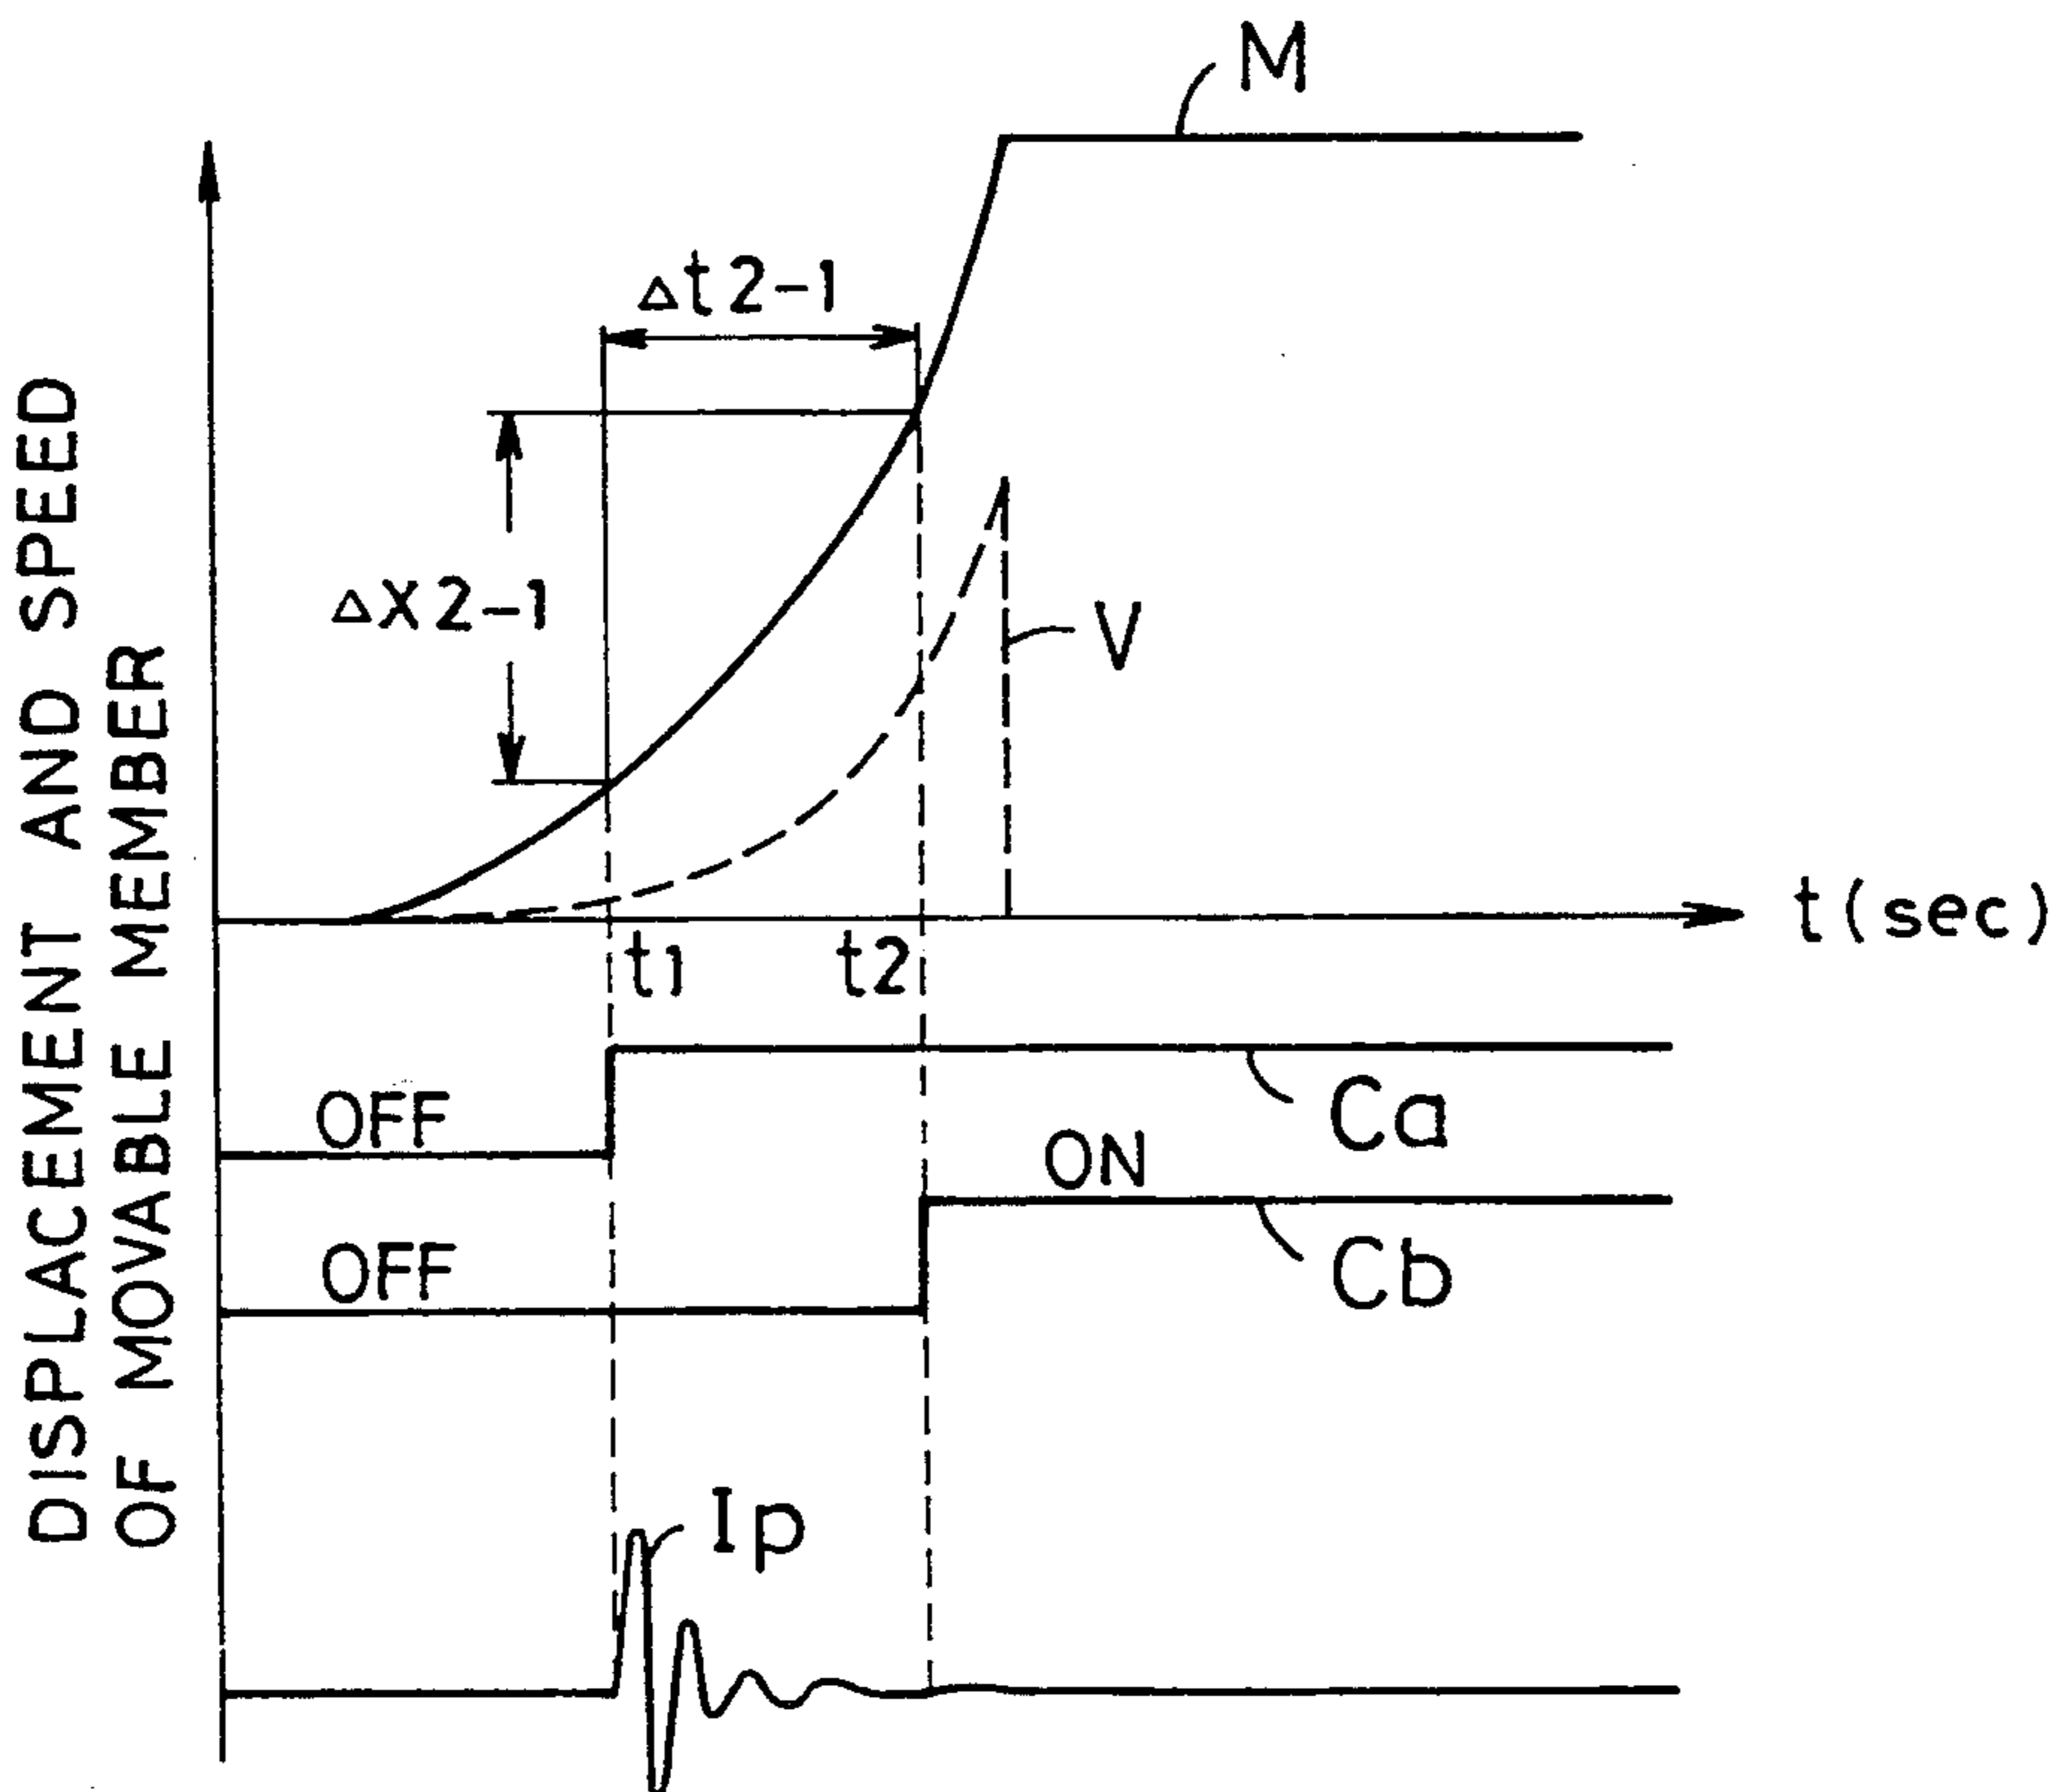 M
Δt2-1
ΔX2-1
V
t(sec)
t1
t2
OFF
Ca
ON
OFF
Cb
Ip
DISPLACEMENT AND SPEED
OF MOVABLE MEMBER